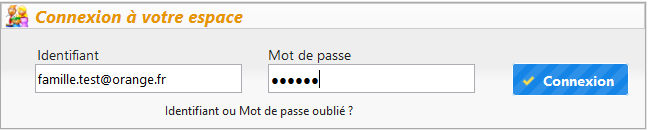 Connexion à votre espace
Identifiant
Mot de passe
famille.test@orange.fr
●●●●●●
Connexion
Identifiant ou Mot de passe oublié ?